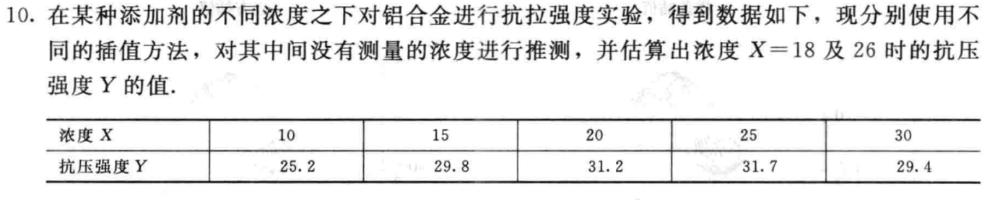 10. 在某种添加剂的不同浓度之下对铝合金进行抗拉强度实验，得到数据如下，现分别使用不
同的插值方法，对其中间没有测量的浓度进行推测，并估算出浓度 X=18 及 26 时的抗压
强度 Y 的值.
浓度 X 10 15 20 25 30
抗压强度 Y 25.2 29.8 31.2 31.7 29.4